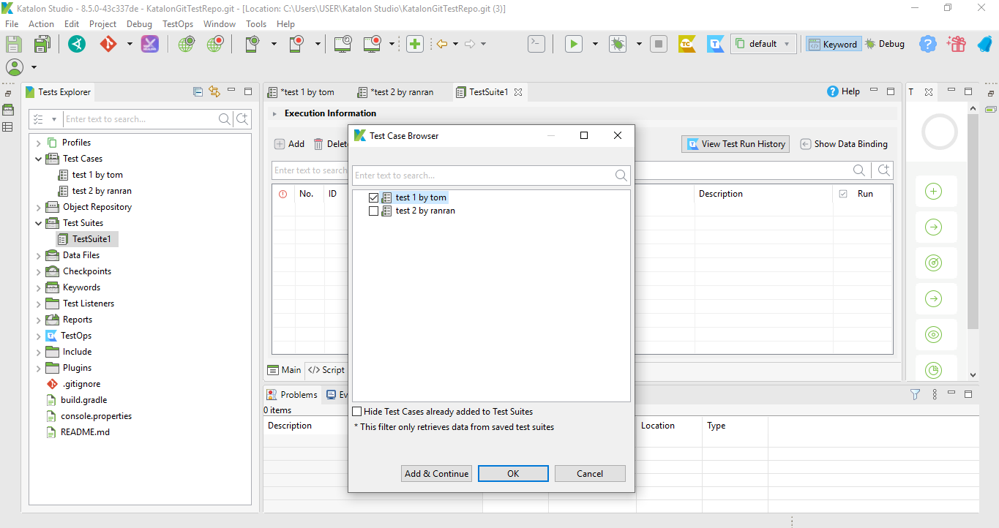 Katalon Studio - 8.5.0-43c337de - KatalonGitTestRepo.git - [Location: C:\Users\USER\Katalon Studio\KatalonGitTestRepo.git (3)]
File Action Edit Project Debug TestOps Window Tools Help
default Keyword Debug
Tests Explorer
Enter text to search...
Profiles
Test Cases
test 1 by tom
test 2 by ranran
Object Repository
Test Suites
TestSuite1
Data Files
Checkpoints
Keywords
Test Listeners
Reports
TestOps
Include
Plugins
.gitignore
build.gradle
console.properties
README.md
*test 1 by tom *test 2 by ranran TestSuite1 Help
Execution Information
Add Delet View Test Run History Show Data Binding
Enter text to search
No. ID Description Run
Main </> Script
Problems Ev
0 items
Description Location Type
T
Test Case Browser
Enter text to search...
test 1 by tom
test 2 by ranran
Hide Test Cases already added to Test Suites
* This filter only retrieves data from saved test suites
Add & Continue OK Cancel